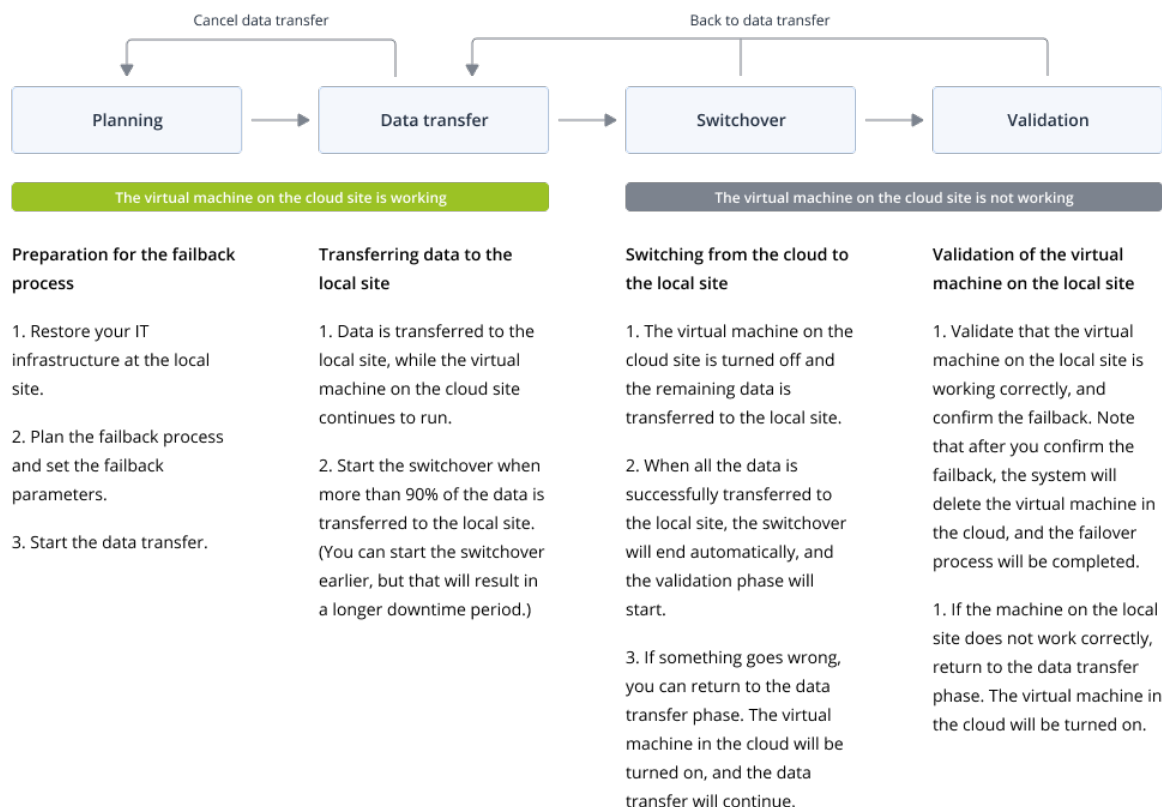 Cancel data transfer
Back to data transfer
Planning
Data transfer
Switchover
Validation
The virtual machine on the cloud site is working
The virtual machine on the cloud site is not working
Preparation for the failback
process
1. Restore your IT
infrastructure at the local
site.
2. Plan the failback process
and set the failback
parameters.
3. Start the data transfer.
Transferring data to the
local site
1. Data is transferred to the
local site, while the virtual
machine on the cloud site
continues to run.
2. Start the switchover when
more than 90% of the data is
transferred to the local site.
(You can start the switchover
earlier, but that will result in
a longer downtime period.)
Switching from the cloud to
the local site
1. The virtual machine on the
cloud site is turned off and
the remaining data is
transferred to the local site.
2. When all the data is
successfully transferred to
the local site, the switchover
will end automatically, and
the validation phase will
start.
3. If something goes wrong,
you can return to the data
transfer phase. The virtual
machine in the cloud will be
turned on, and the data
transfer will continue.
Validation of the virtual
machine on the local site
1. Validate that the virtual
machine on the local site is
working correctly, and
confirm the failback. Note
that after you confirm the
failback, the system will
delete the virtual machine in
the cloud, and the failover
process will be completed.
1. If the machine on the local
site does not work correctly,
return to the data transfer
phase. The virtual machine in
the cloud will be turned on.